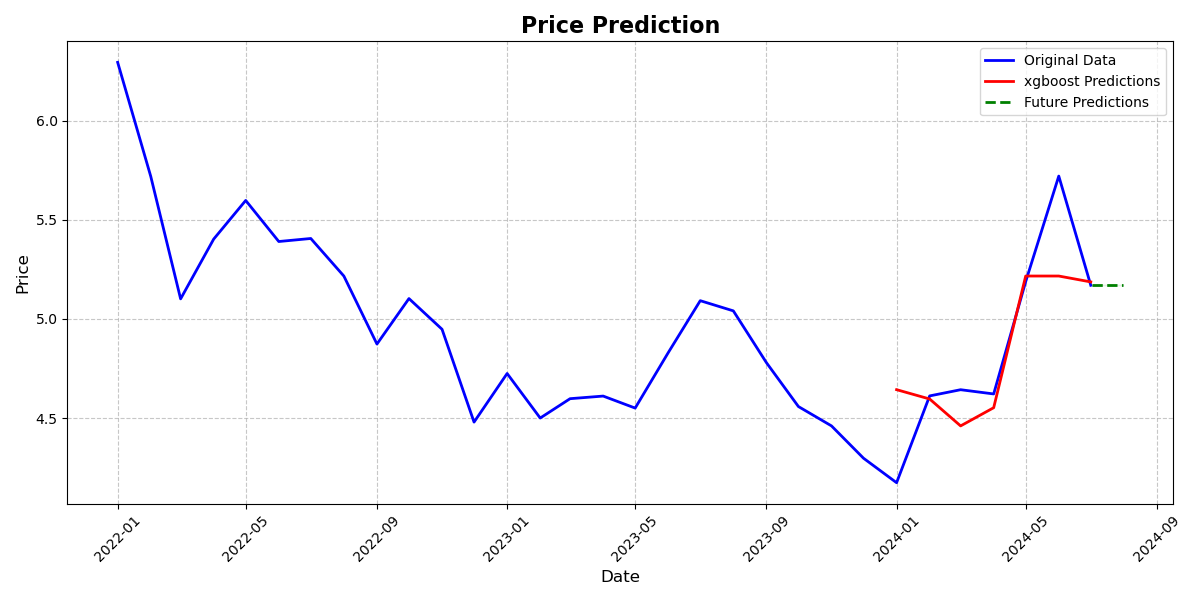 Price Prediction
Original Data
xgboost Predictions
Future Predictions
Price
6.0
5.5
5.0
4.5
2022-01
2022-05
2022-09
2023-01
2023-05
2023-09
2024-01
2024-05
2024-09
Date